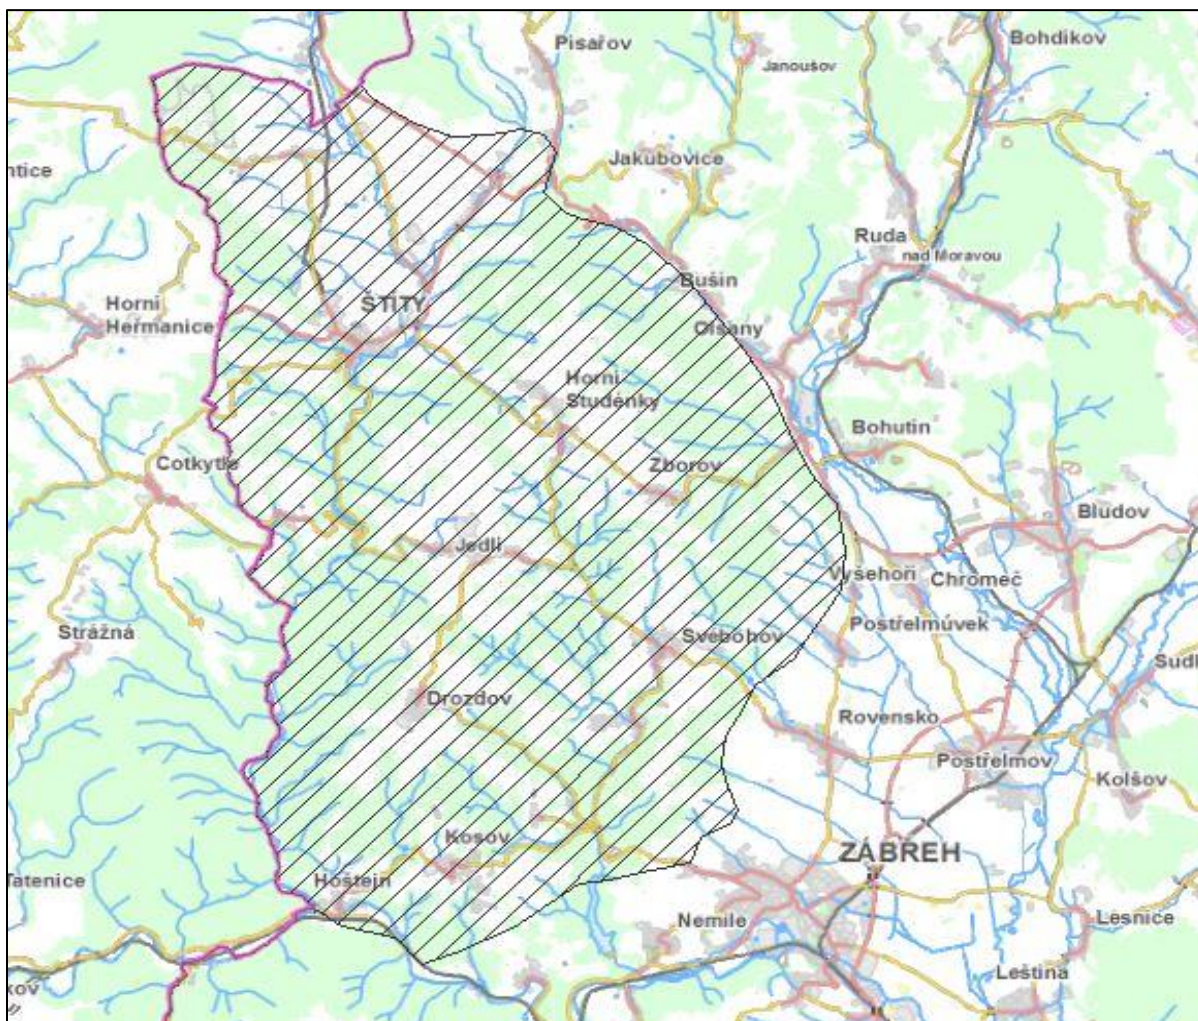 Pisařov
Bohdíkov
Janoušov
Jakubovice
ntice
Ruda
nad Moravou
Bušín
Horní
Heřmanice
ŠTÍTY
Olšany
Horní
Studénky
Bohutín
Cotkytle
Zborov
Bludov
Jedlí
Vyšehoří
Chromeč
Strážná
Postřelmůvek
Svébohov
Sudk
Drozdov
Rovensko
Postřelmov
Kolšov
Kosov
ZÁBŘEH
Tatenice
Hoštejn
Nemile
Lesnice
Leština
kov